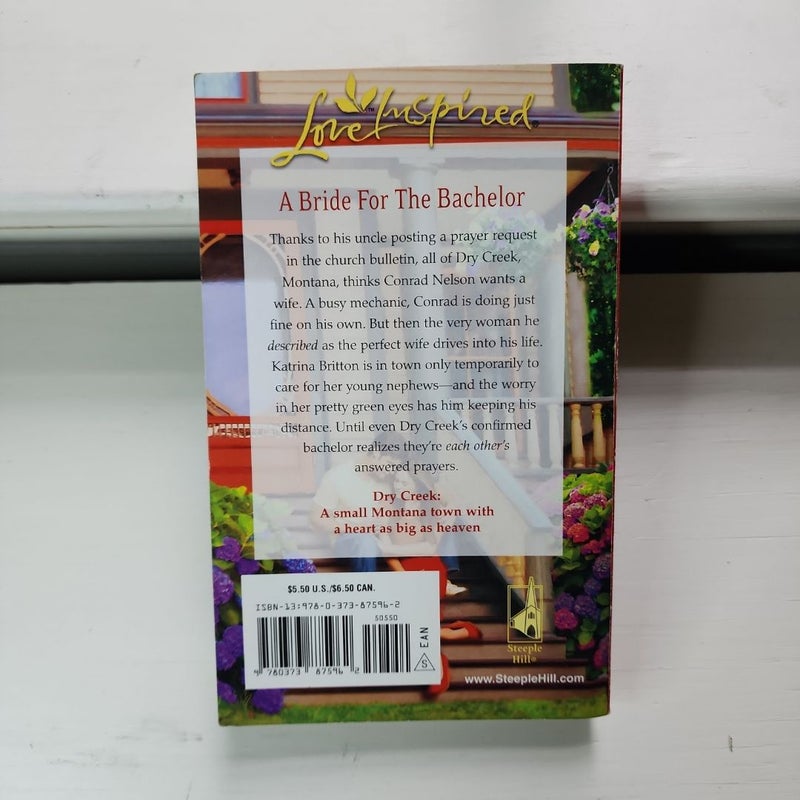 Love Inspired®
A Bride For The Bachelor
Thanks to his uncle posting a prayer request
in the church bulletin, all of Dry Creek,
Montana, thinks Conrad Nelson wants a
wife. A busy mechanic, Conrad is doing just
fine on his own. But then the very woman he
described as the perfect wife drives into his life.
Katrina Britton is in town only temporarily to
care for her young nephews—and the worry
in her pretty green eyes has him keeping his
distance. Until even Dry Creek's confirmed
bachelor realizes they're each other's
answered prayers.
Dry Creek:
A small Montana town with
a heart as big as heaven
$5.50 U.S./$6.50 CAN.
ISBN-13:978-0-373-87596-2
50550
9 780373 87596 2
EAN
S
Steeple
Hill®
www.SteepleHill.com